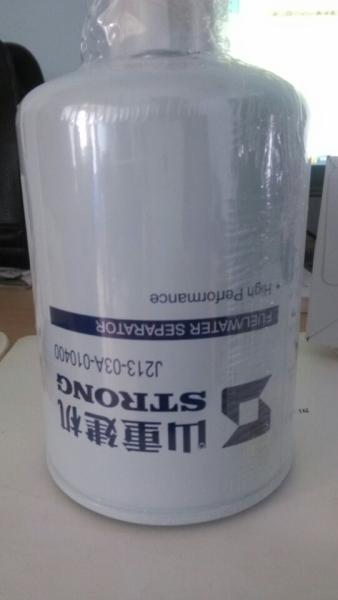 山重建机
STRONG
J213-03A-010400
FUEL/WATER SEPARATOR
• High Performance